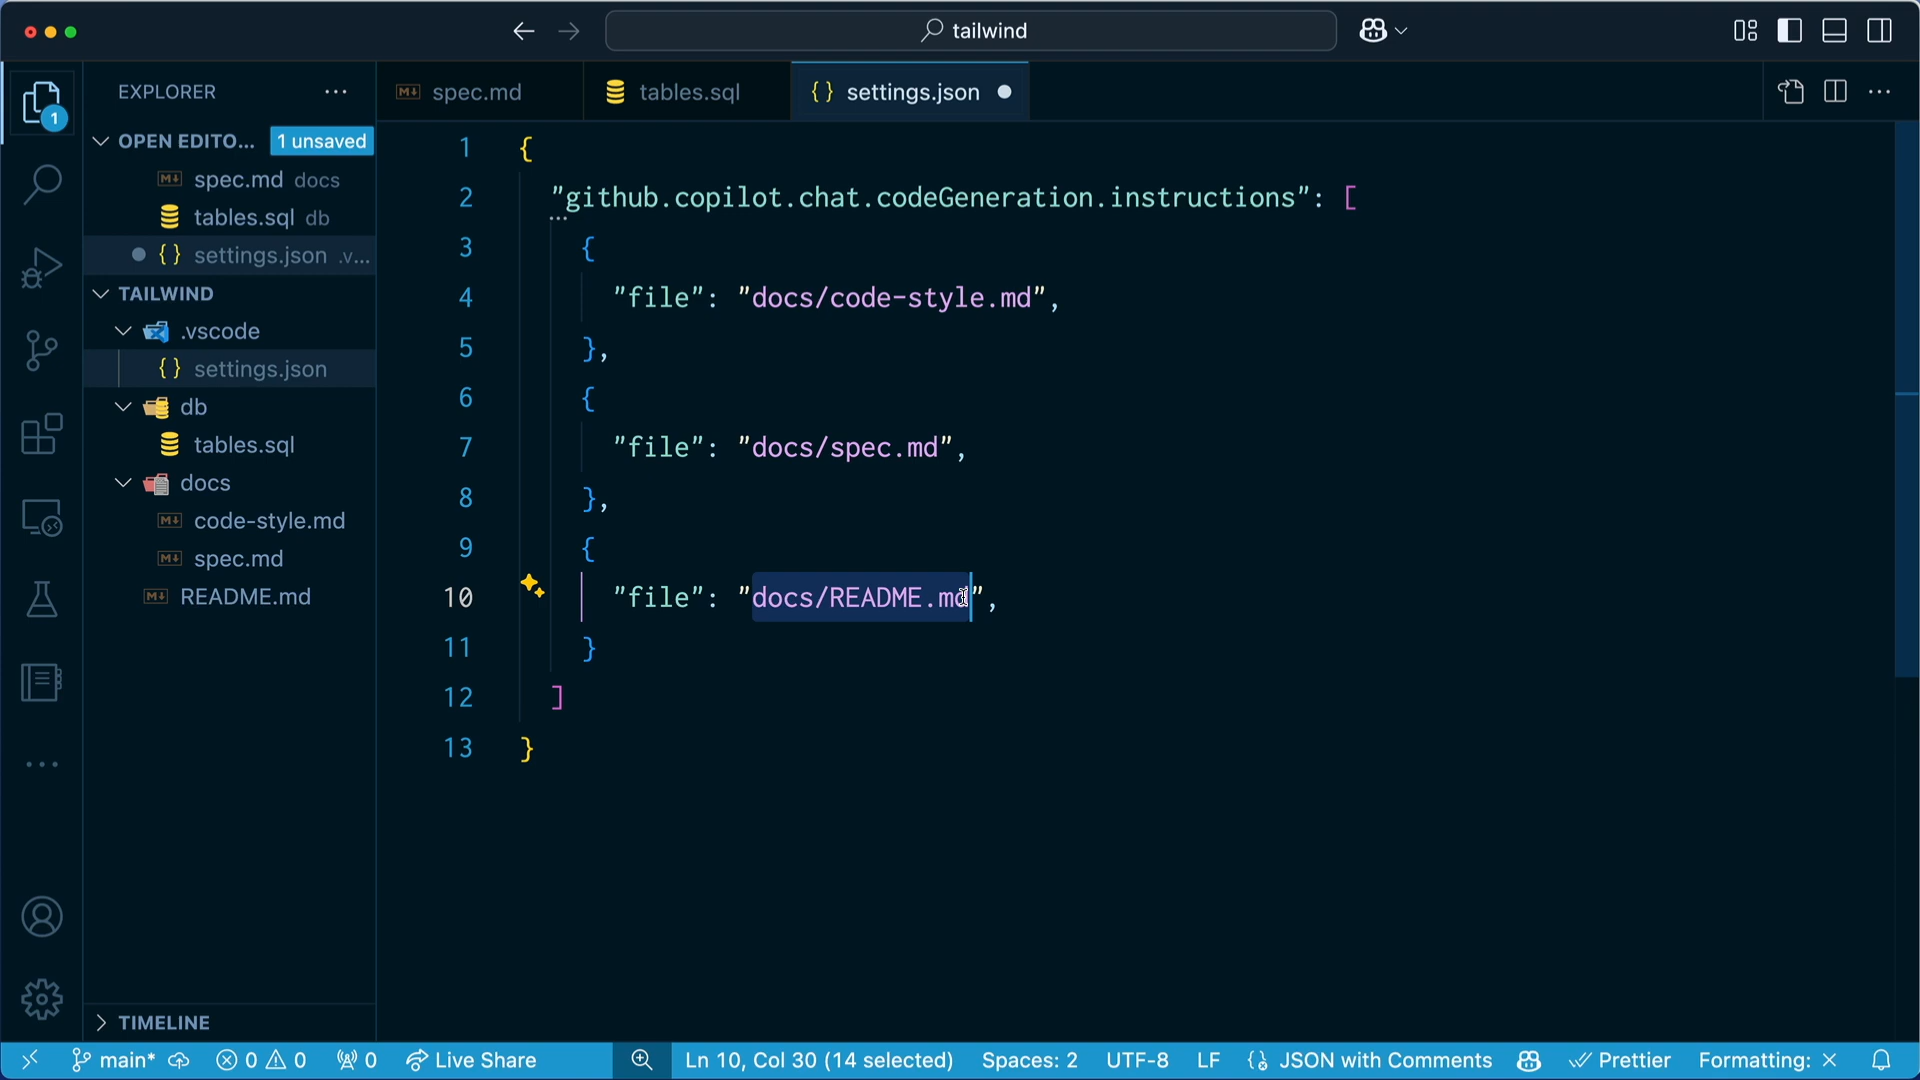 tailwind
EXPLORER
OPEN EDITO... 1 unsaved
spec.md docs
tables.sql db
{} settings.json .v...
TAILWIND
.vscode
{} settings.json
db
tables.sql
docs
code-style.md
spec.md
README.md
TIMELINE
spec.md
tables.sql
{} settings.json
1 {
2 "github.copilot.chat.codeGeneration.instructions": [
3 {
4 "file": "docs/code-style.md",
5 },
6 {
7 "file": "docs/spec.md",
8 },
9 {
10 "file": "docs/README.md",
11 }
12 ]
13 }
main* 0 0 0 Live Share Ln 10, Col 30 (14 selected) Spaces: 2 UTF-8 LF JSON with Comments Prettier Formatting: ×